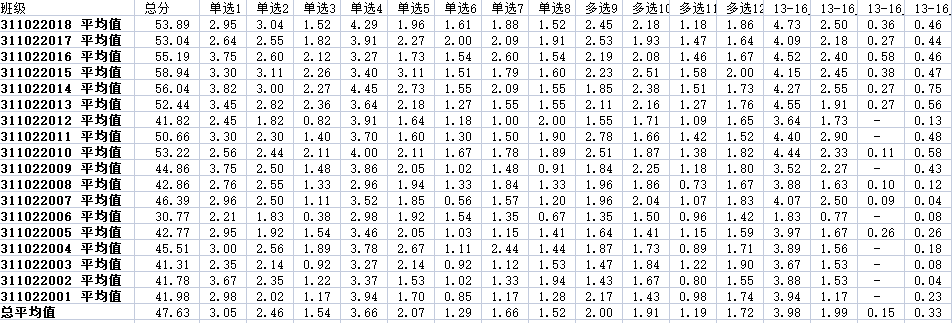 班级 总分 单选1 单选2 单选3 单选4 单选5 单选6 单选7 单选8 多选9 多选10 多选11 多选12 13-16_ 13-16_ 13-16_ 13-16_
311022018 平均值 53.89 2.95 3.04 1.52 4.29 1.96 1.61 1.88 1.52 2.45 2.18 1.18 1.86 4.73 2.50 0.36 0.46
311022017 平均值 53.04 2.64 2.55 1.82 3.91 2.27 2.00 2.09 1.91 2.53 1.93 1.47 1.64 4.09 2.18 0.27 0.44
311022016 平均值 55.19 3.75 2.60 2.12 3.27 1.73 1.54 2.60 1.54 2.19 2.08 1.46 1.67 4.52 2.40 0.58 0.46
311022015 平均值 58.94 3.30 3.11 2.26 3.40 3.11 1.51 1.79 1.60 2.23 2.51 1.58 2.00 4.15 2.45 0.38 0.47
311022014 平均值 56.04 3.82 3.00 2.27 4.45 2.73 1.55 2.09 1.55 1.85 2.38 1.51 1.73 4.27 2.55 0.27 0.75
311022013 平均值 52.44 3.45 2.82 2.36 3.64 2.18 1.27 1.55 1.55 2.11 2.16 1.27 1.76 4.55 1.91 0.27 0.56
311022012 平均值 41.82 2.45 1.82 0.82 3.91 1.64 1.18 1.00 2.00 1.55 1.71 1.09 1.65 3.64 1.73 - 0.13
311022011 平均值 50.66 3.30 2.30 1.40 3.70 1.60 1.30 1.50 1.90 2.78 1.66 1.42 1.52 4.40 2.90 - 0.48
311022010 平均值 53.22 2.56 2.44 2.11 4.00 2.11 1.67 1.78 1.89 2.51 1.87 1.38 1.82 4.44 2.33 0.11 0.58
311022009 平均值 44.86 3.75 2.50 1.48 3.86 2.05 1.02 1.48 0.91 1.84 2.25 1.18 1.80 3.52 2.27 - 0.43
311022008 平均值 42.86 2.76 2.55 1.33 2.96 1.94 1.33 1.84 1.33 1.96 1.86 0.73 1.67 3.88 1.63 0.10 0.12
311022007 平均值 46.39 2.96 2.50 1.11 3.52 1.85 0.56 1.57 1.20 1.96 2.04 1.07 1.83 4.07 2.50 0.09 0.04
311022006 平均值 30.77 2.21 1.83 0.38 2.98 1.92 1.54 1.35 0.67 1.35 1.50 0.96 1.42 1.83 0.77 - 0.08
311022005 平均值 42.77 2.95 1.92 1.54 3.46 2.05 1.03 1.15 1.41 1.64 1.41 1.15 1.59 3.97 1.67 0.26 0.26
311022004 平均值 45.51 3.00 2.56 1.89 3.78 2.67 1.11 2.44 1.44 1.87 1.73 0.89 1.71 3.89 1.56 - 0.18
311022003 平均值 41.31 2.35 2.14 0.92 3.27 2.14 0.92 1.12 1.53 1.47 1.84 1.22 1.90 3.67 1.53 - 0.08
311022002 平均值 41.78 3.67 2.35 1.22 3.37 1.53 1.02 1.33 1.94 1.43 1.67 0.80 1.55 3.88 1.53 - 0.04
311022001 平均值 41.98 2.98 2.02 1.17 3.94 1.70 0.85 1.17 1.28 2.17 1.43 0.98 1.74 3.94 1.17 - 0.23
总平均值 47.63 3.05 2.46 1.54 3.66 2.07 1.29 1.66 1.52 2.00 1.91 1.19 1.72 3.98 1.99 0.15 0.33